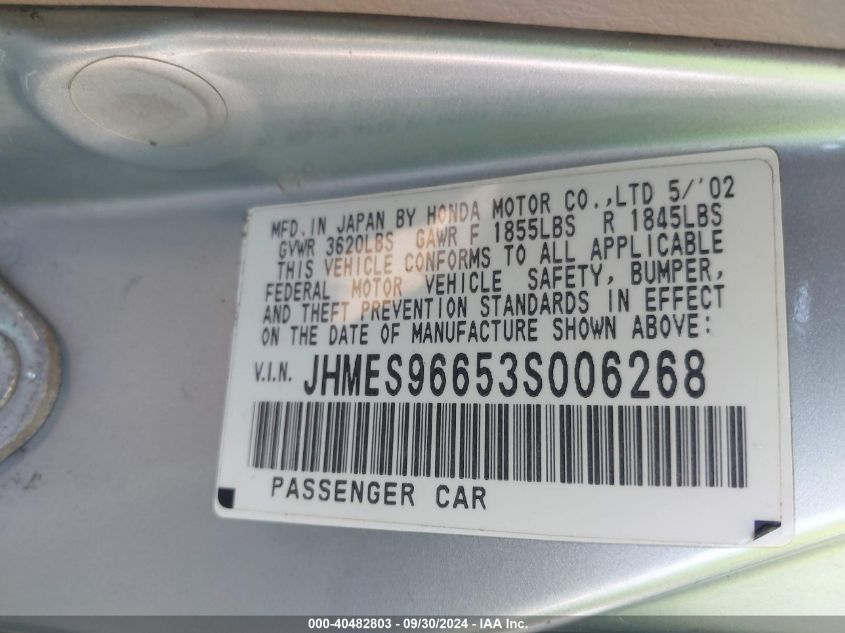 MFD. IN JAPAN BY HONDA MOTOR CO.,LTD 5/'02
GVWR 3620LBS GAWR F 1855LBS R 1845LBS
THIS VEHICLE CONFORMS TO ALL APPLICABLE
FEDERAL MOTOR VEHICLE SAFETY, BUMPER,
AND THEFT PREVENTION STANDARDS IN EFFECT
ON THE DATE OF MANUFACTURE SHOWN ABOVE:
V.I.N. JHMES96653S006268
PASSENGER CAR
000-40482803 - 09/30/2024 - IAA Inc.